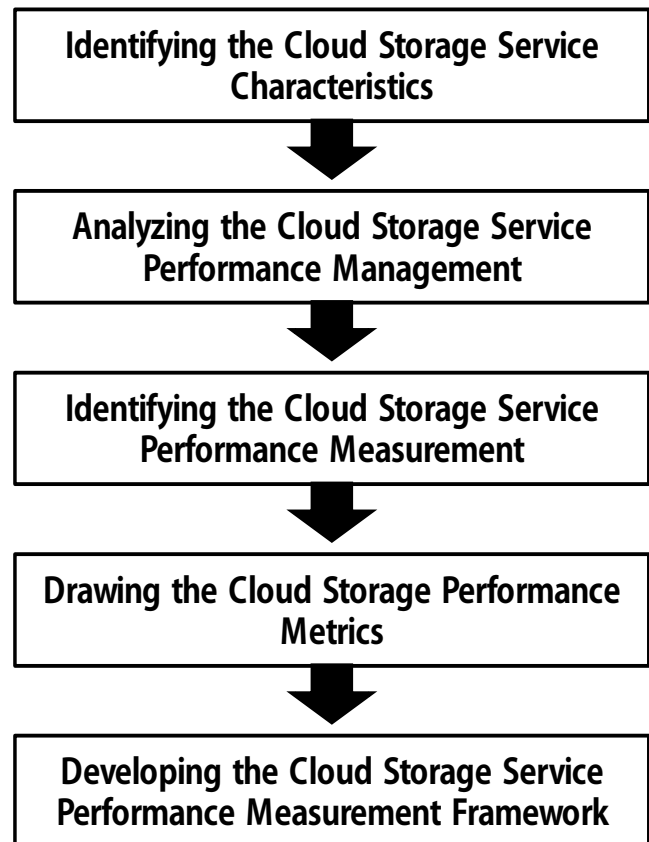 Identifying the Cloud Storage Service
Characteristics
Analyzing the Cloud Storage Service
Performance Management
Identifying the Cloud Storage Service
Performance Measurement
Drawing the Cloud Storage Performance
Metrics
Developing the Cloud Storage Service
Performance Measurement Framework